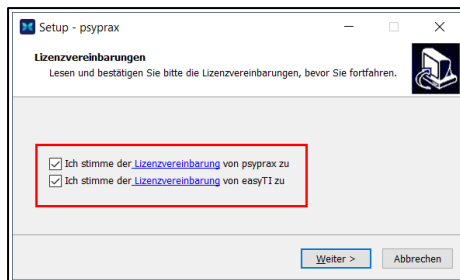 Setup - psyprax
Lizenzvereinbarungen
Lesen und bestätigen Sie bitte die Lizenzvereinbarungen, bevor Sie fortfahren.
Ich stimme der Lizenzvereinbarung von psyprax zu
Ich stimme der Lizenzvereinbarung von easyTI zu
Weiter > Abbrechen